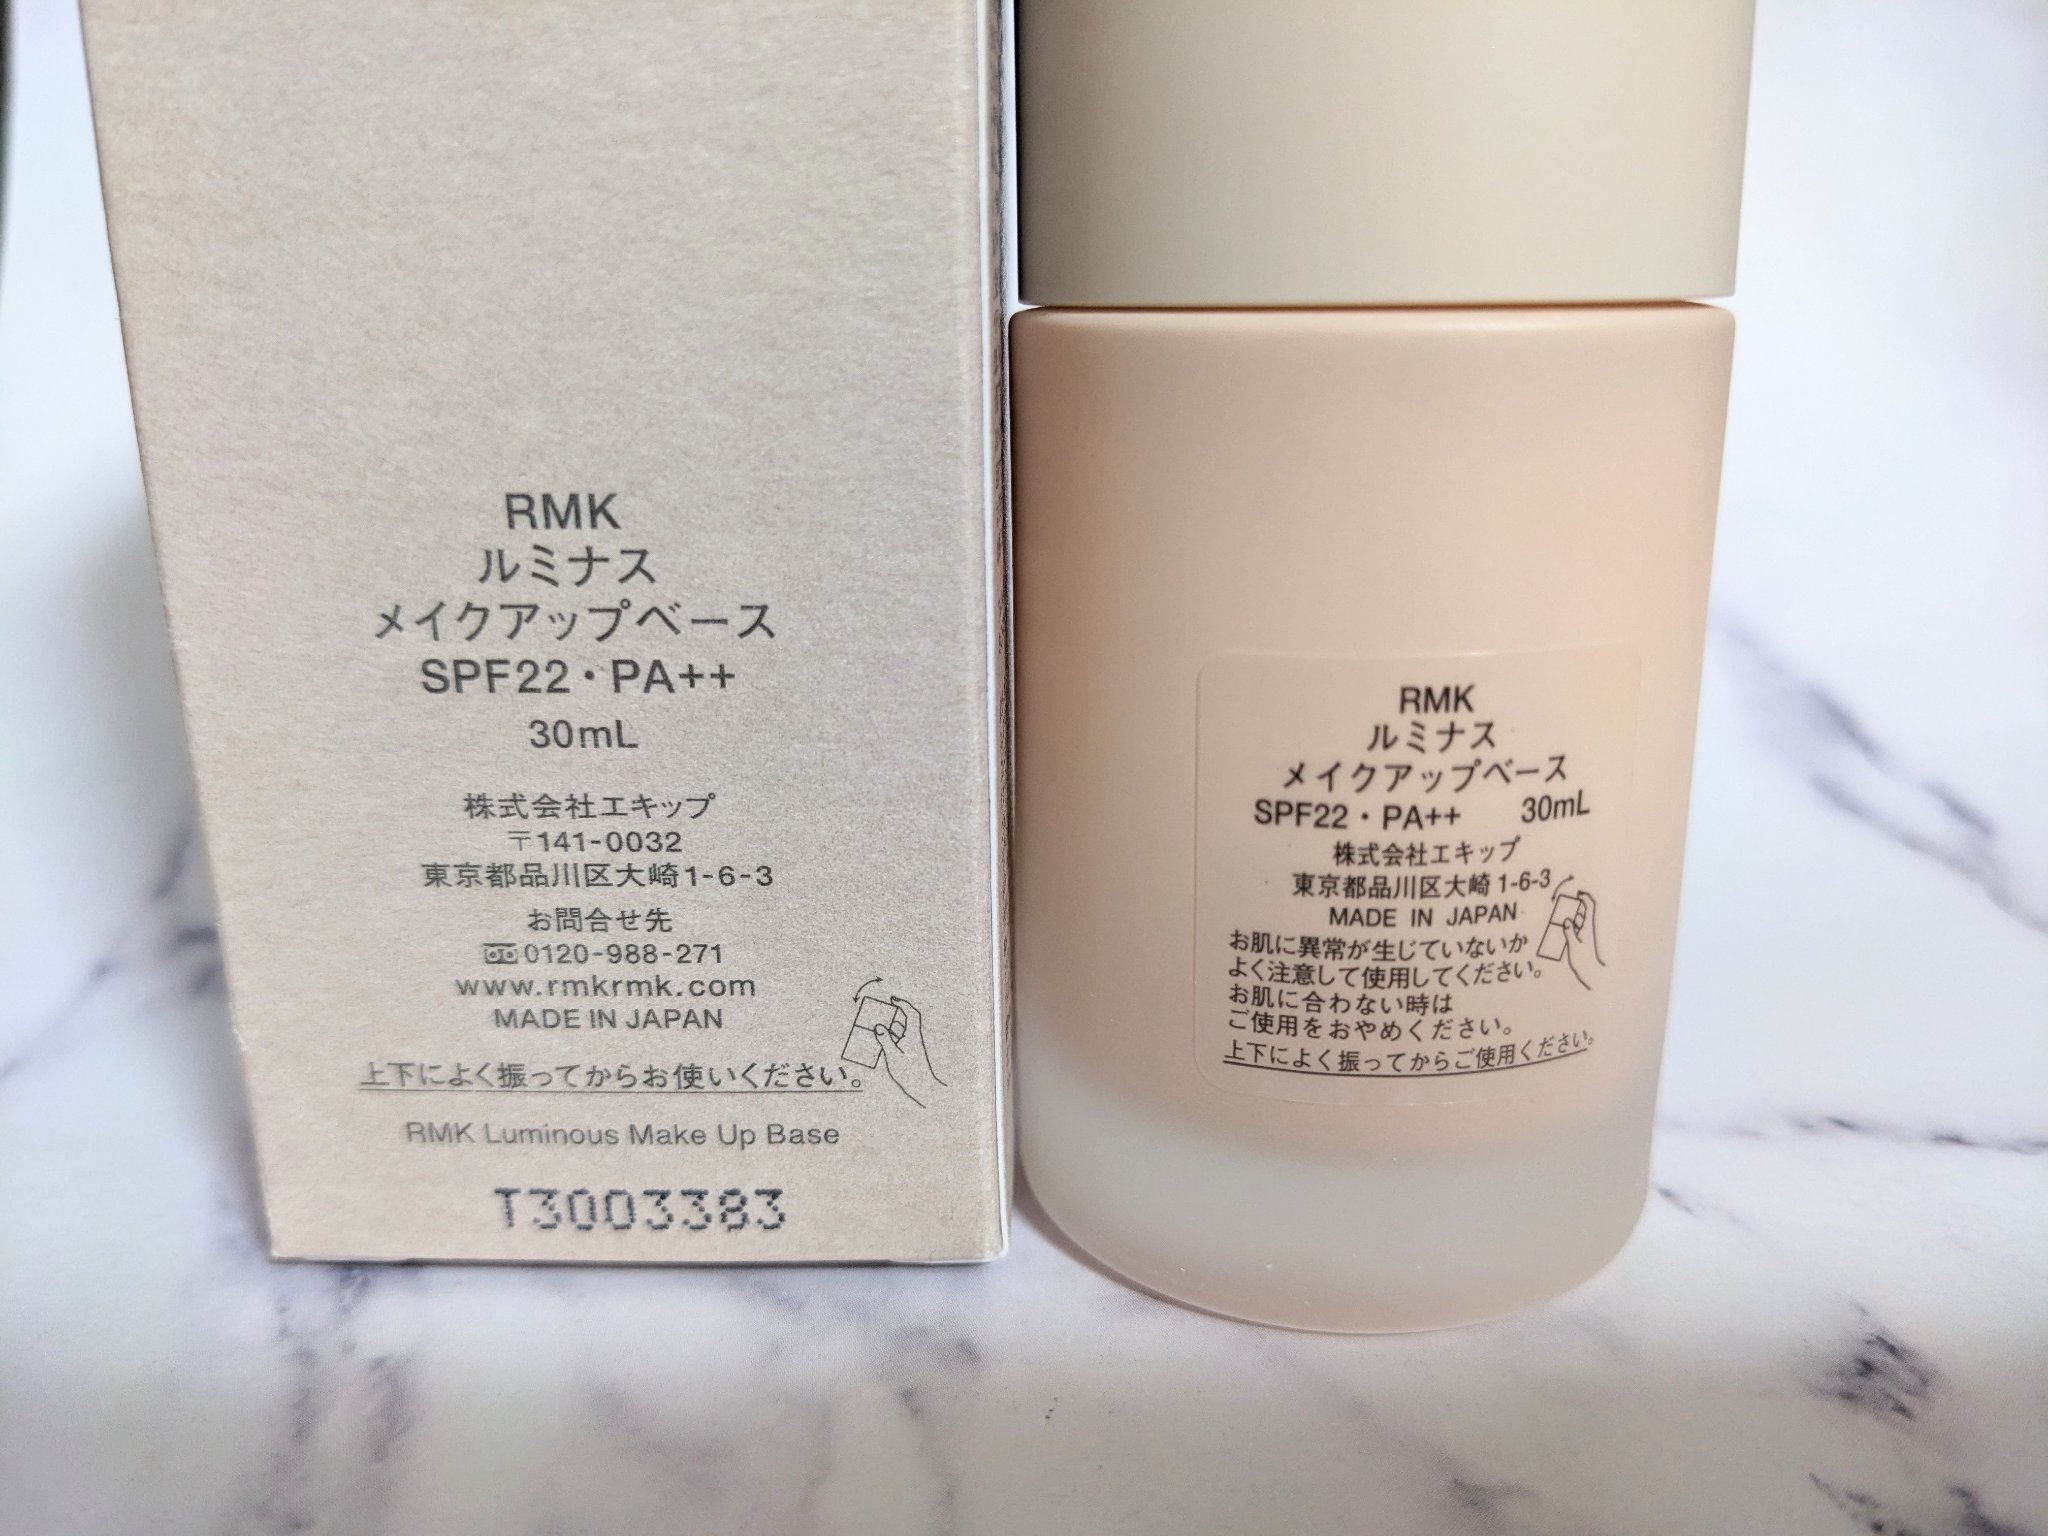 RMK
ルミナス
メイクアップベース
SPF22・PA++
30mL
株式会社エキップ
〒141-0032
東京都品川区大崎1-6-3
お問合せ先
0120-988-271
www.rmkrmk.com
MADE IN JAPAN
上下によく振ってからお使いください。
RMK Luminous Make Up Base
T3003383
RMK
ルミナス
メイクアップベース
SPF22・PA++ 30mL
株式会社エキップ
東京都品川区大崎1-6-3
MADE IN JAPAN
お肌に異常が生じていないか
よく注意して使用してください。
お肌に合わない時は
ご使用をおやめください。
上下によく振ってからご使用ください。